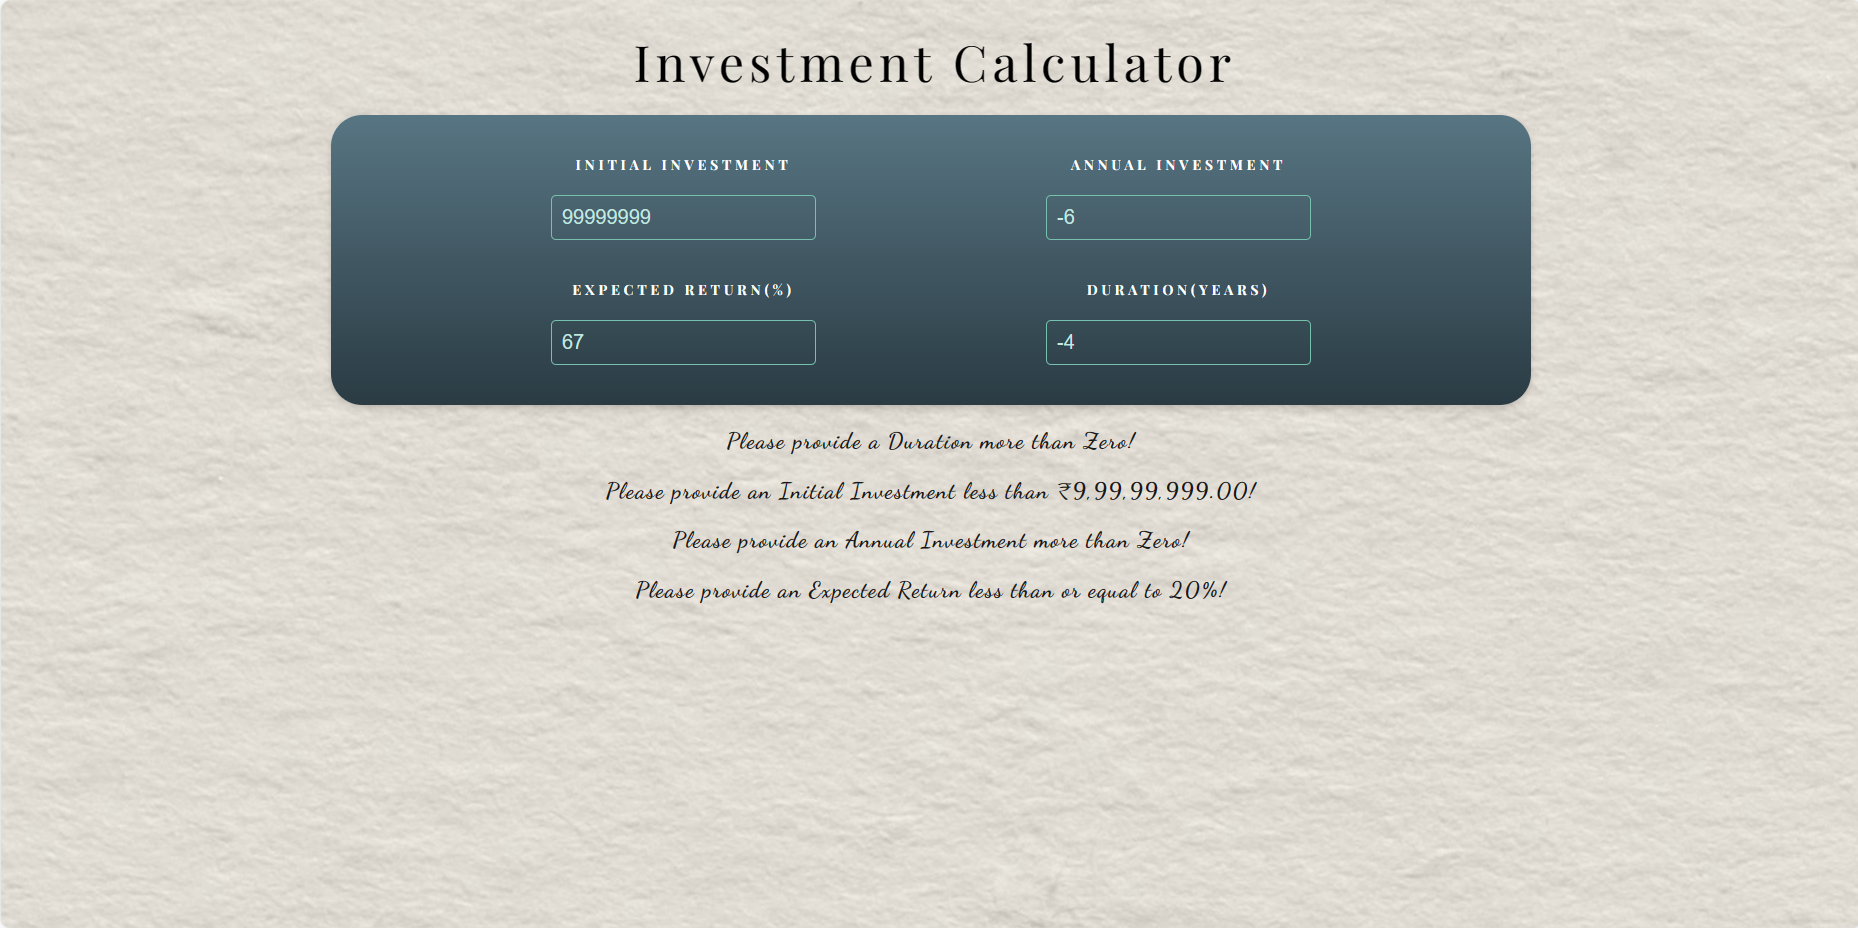 Investment Calculator
INITIAL INVESTMENT ANNUAL INVESTMENT
99999999 -6
EXPECTED RETURN(%) DURATION(YEARS)
67 -4
Please provide a Duration more than Zero!
Please provide an Initial Investment less than ₹9,99,99,999.00!
Please provide an Annual Investment more than Zero!
Please provide an Expected Return less than or equal to 20%!